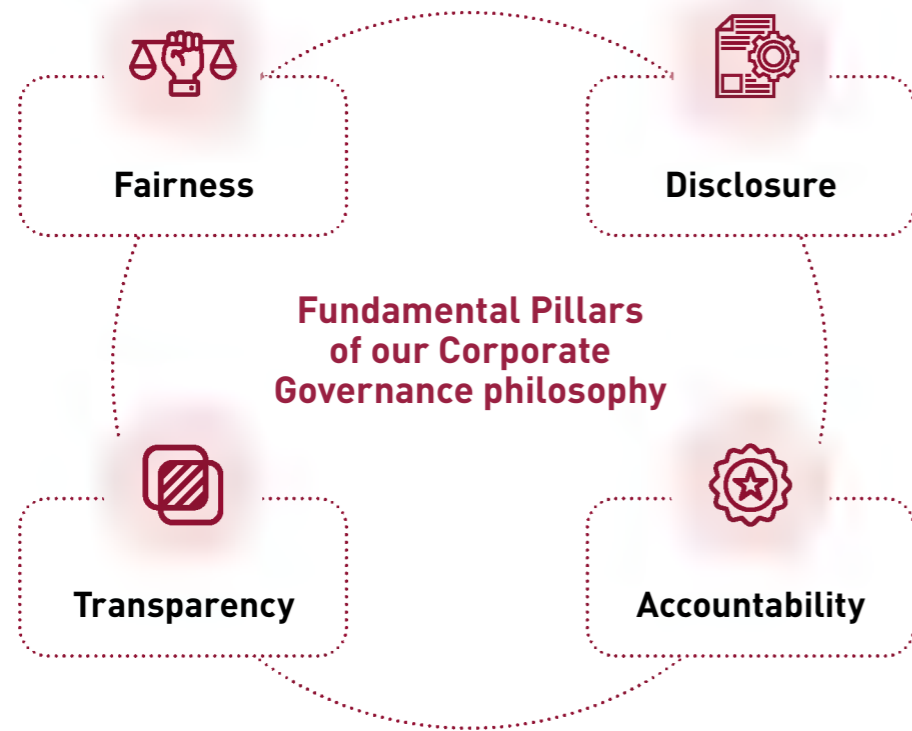 Fairness
Disclosure
Fundamental Pillars
of our Corporate
Governance philosophy
Transparency
Accountability